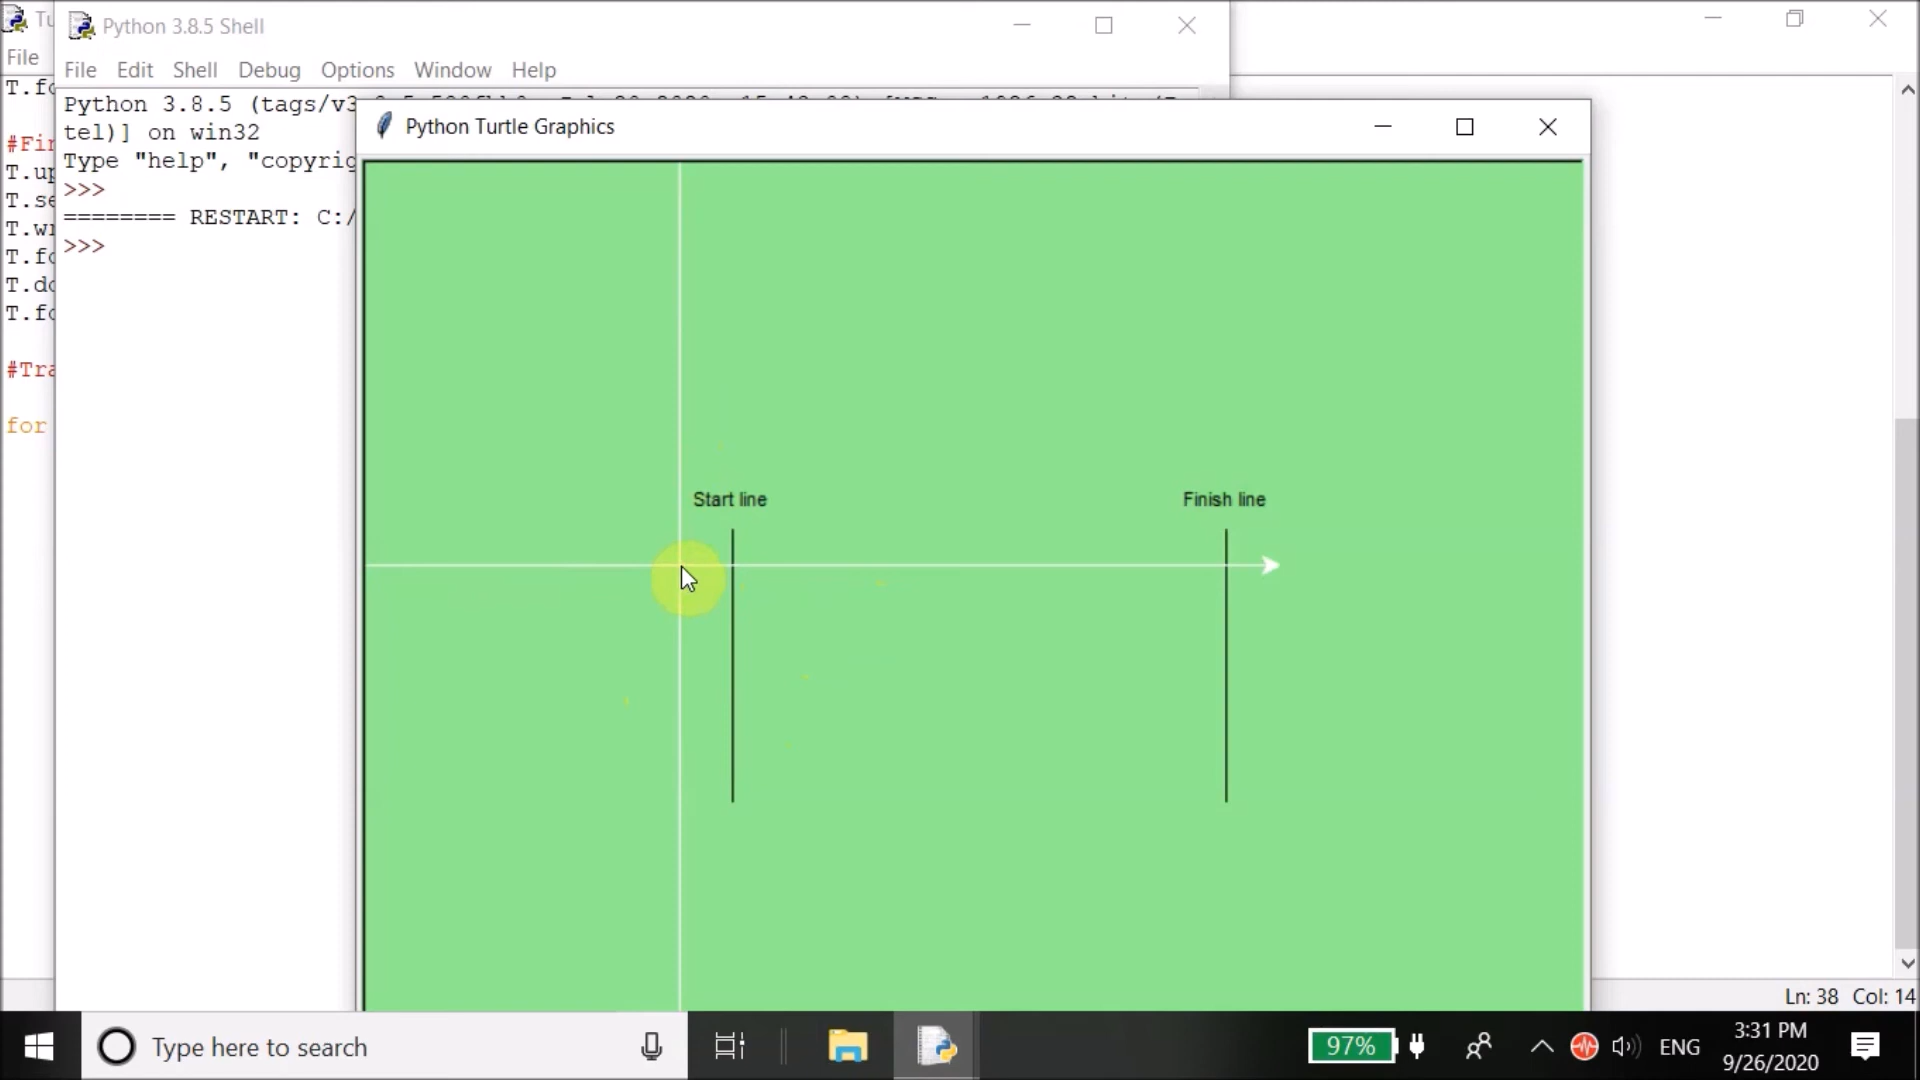 Python 3.8.5 Shell
File
File Edit Shell Debug Options Window Help
Python 3.8.5 (tags/v3
tel)] on win32
Type "help", "copyrig
>>>
======== RESTART: C:/
>>>
T.fo
#Fin
T.up
T.se
T.wr
T.fo
T.do
T.fo
#Tra
for
Python Turtle Graphics
Start line
Finish line
Ln: 38 Col: 14
Type here to search
97%
ENG
3:31 PM
9/26/2020